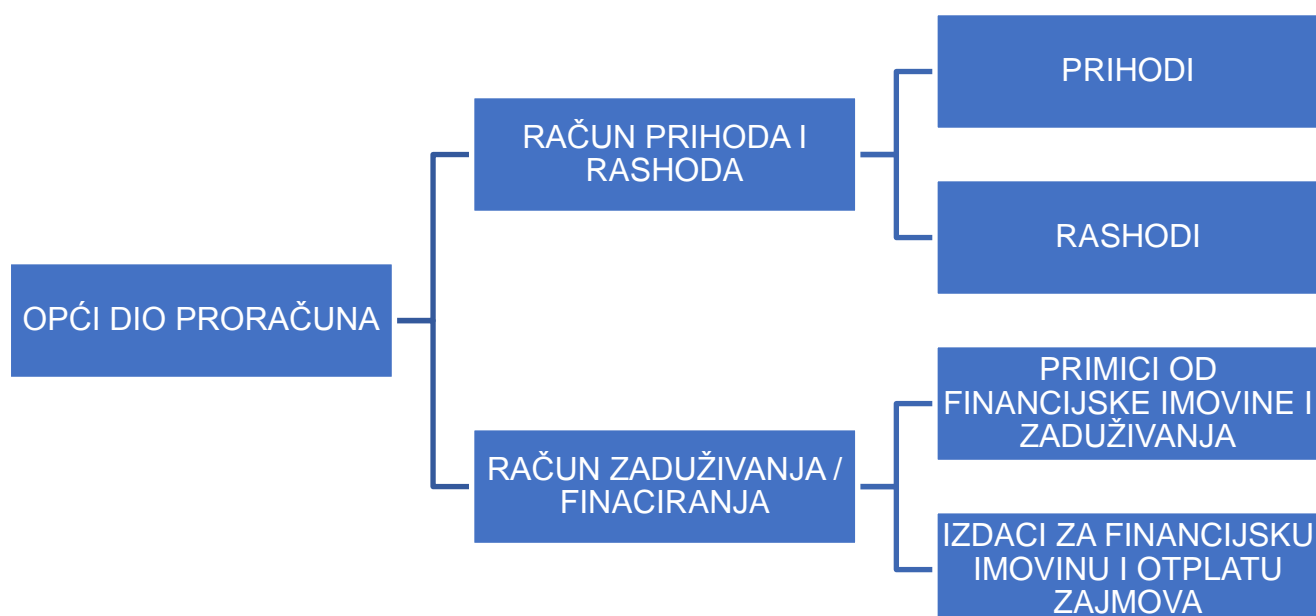 PRIHODI
RAČUN PRIHODA I
RASHODA
RASHODI
OPĆI DIO PRORAČUNA
PRIMICI OD
FINANCIJSKE IMOVINE I
ZADUŽIVANJA
RAČUN ZADUŽIVANJA /
FINACIRANJA
IZDACI ZA FINANCIJSKU
IMOVINU I OTPLATU
ZAJMOVA